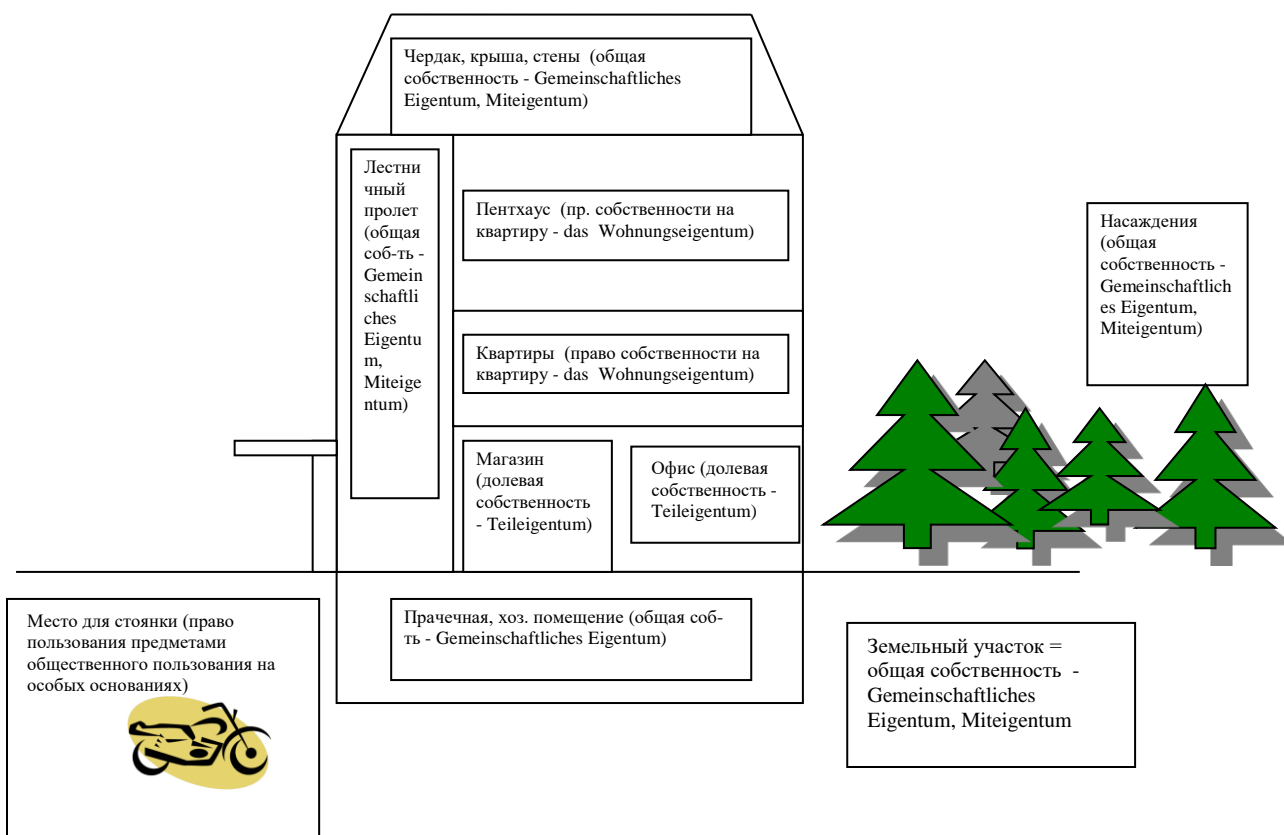 Чердак, крыша, стены (общая
собственность - Gemeinschaftliches
Eigentum, Miteigentum)
Лестни
чный
пролет
(общая
соб-ть -
Gemein
schaftli
ches
Eigentu
m,
Miteige
ntum)
Пентхаус (пр. собственности на
квартиру - das Wohnungseigentum)
Насаждения
(общая
собственность -
Gemeinschaftlich
es Eigentum,
Miteigentum)
Квартиры (право собственности на
квартиру - das Wohnungseigentum)
Магазин
(долевая
собственность
- Teileigentum)
Офис (долевая
собственность -
Teileigentum)
Место для стоянки (право
пользования предметами
общественного пользования на
особых основаниях)
Прачечная, хоз. помещение (общая соб-
ть - Gemeinschaftliches Eigentum)
Земельный участок =
общая собственность -
Gemeinschaftliches
Eigentum, Miteigentum